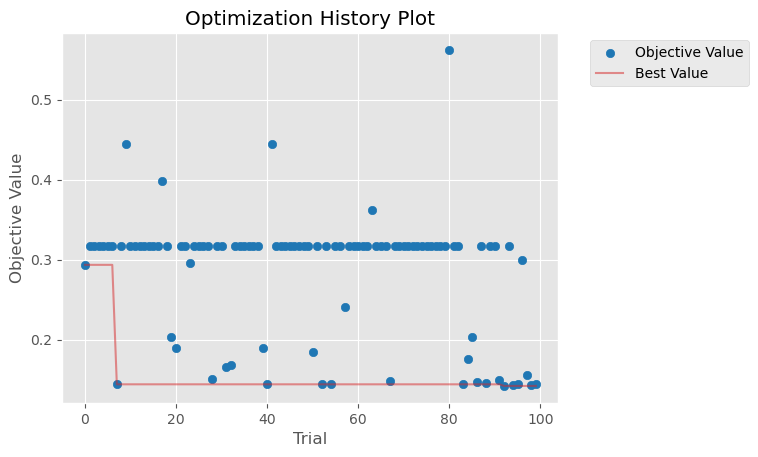 Optimization History Plot
Objective Value
Best Value
Objective Value
0.5
0.4
0.3
0.2
0 20 40 60 80 100
Trial